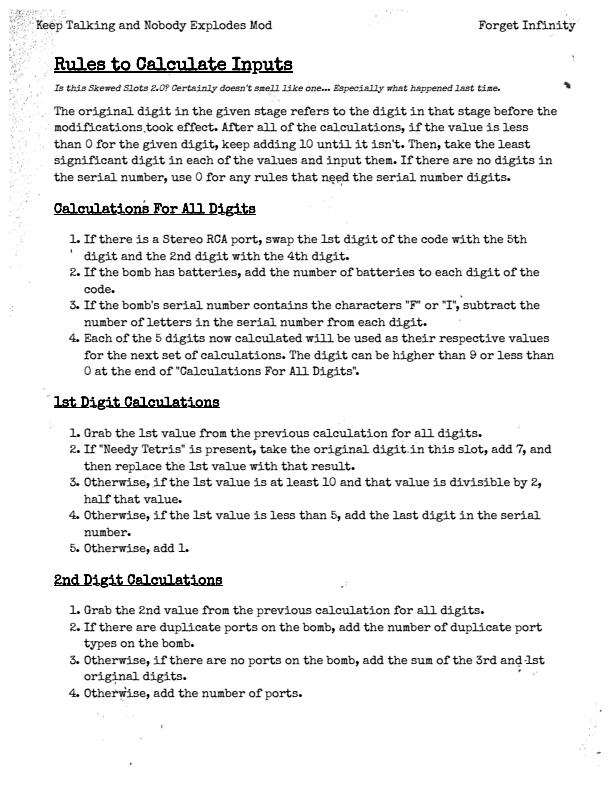 Keep Talking and Nobody Explodes Mod Forget Infinity
Rules to Calculate Inputs
Is this Skewed Slots 2.0? Certainly doesn't smell like one... Especially what happened last time.
The original digit in the given stage refers to the digit in that stage before the
modifications took effect. After all of the calculations, if the value is less
than 0 for the given digit, keep adding 10 until it isn't. Then, take the least
significant digit in each of the values and input them. If there are no digits in
the serial number, use 0 for any rules that need the serial number digits.
Calculations For All Digits
1. If there is a Stereo RCA port, swap the 1st digit of the code with the 5th
digit and the 2nd digit with the 4th digit.
2. If the bomb has batteries, add the number of batteries to each digit of the
code.
3. If the bomb's serial number contains the characters "F" or "I", subtract the
number of letters in the serial number from each digit.
4. Each of the 5 digits now calculated will be used as their respective values
for the next set of calculations. The digit can be higher than 9 or less than
0 at the end of "Calculations For All Digits".
1st Digit Calculations
1. Grab the 1st value from the previous calculation for all digits.
2. If "Needy Tetris" is present, take the original digit in this slot, add 7, and
then replace the 1st value with that result.
3. Otherwise, if the 1st value is at least 10 and that value is divisible by 2,
half that value.
4. Otherwise, if the 1st value is less than 5, add the last digit in the serial
number.
5. Otherwise, add 1.
2nd Digit Calculations
1. Grab the 2nd value from the previous calculation for all digits.
2. If there are duplicate ports on the bomb, add the number of duplicate port
types on the bomb.
3. Otherwise, if there are no ports on the bomb, add the sum of the 3rd and 1st
original digits.
4. Otherwise, add the number of ports.